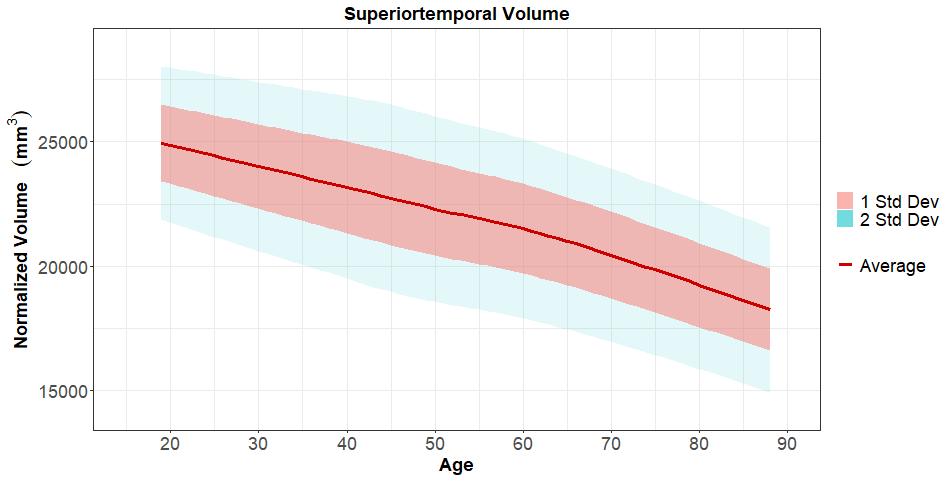 Superiortemporal Volume
Normalized Volume (mm³)
25000
20000
15000
20 30 40 50 60 70 80 90
Age
1 Std Dev
2 Std Dev
Average